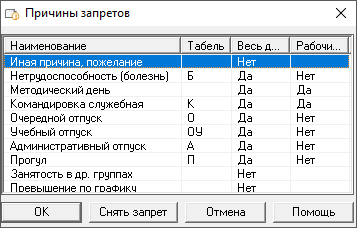 Причины запретов
Наименование Табель Весь д... Рабочи...
Иная причина, пожелание Нет
Нетрудоспособность (болезнь) Б Да Нет
Методический день Да Да
Командировка служебная К Да Да
Очередной отпуск О Да Нет
Учебный отпуск ОУ Да Нет
Административный отпуск А Да Нет
Прогул П Да Нет
Занятость в др. группах Нет
Превышение по графику Нет
OK Снять запрет Отмена Помощь